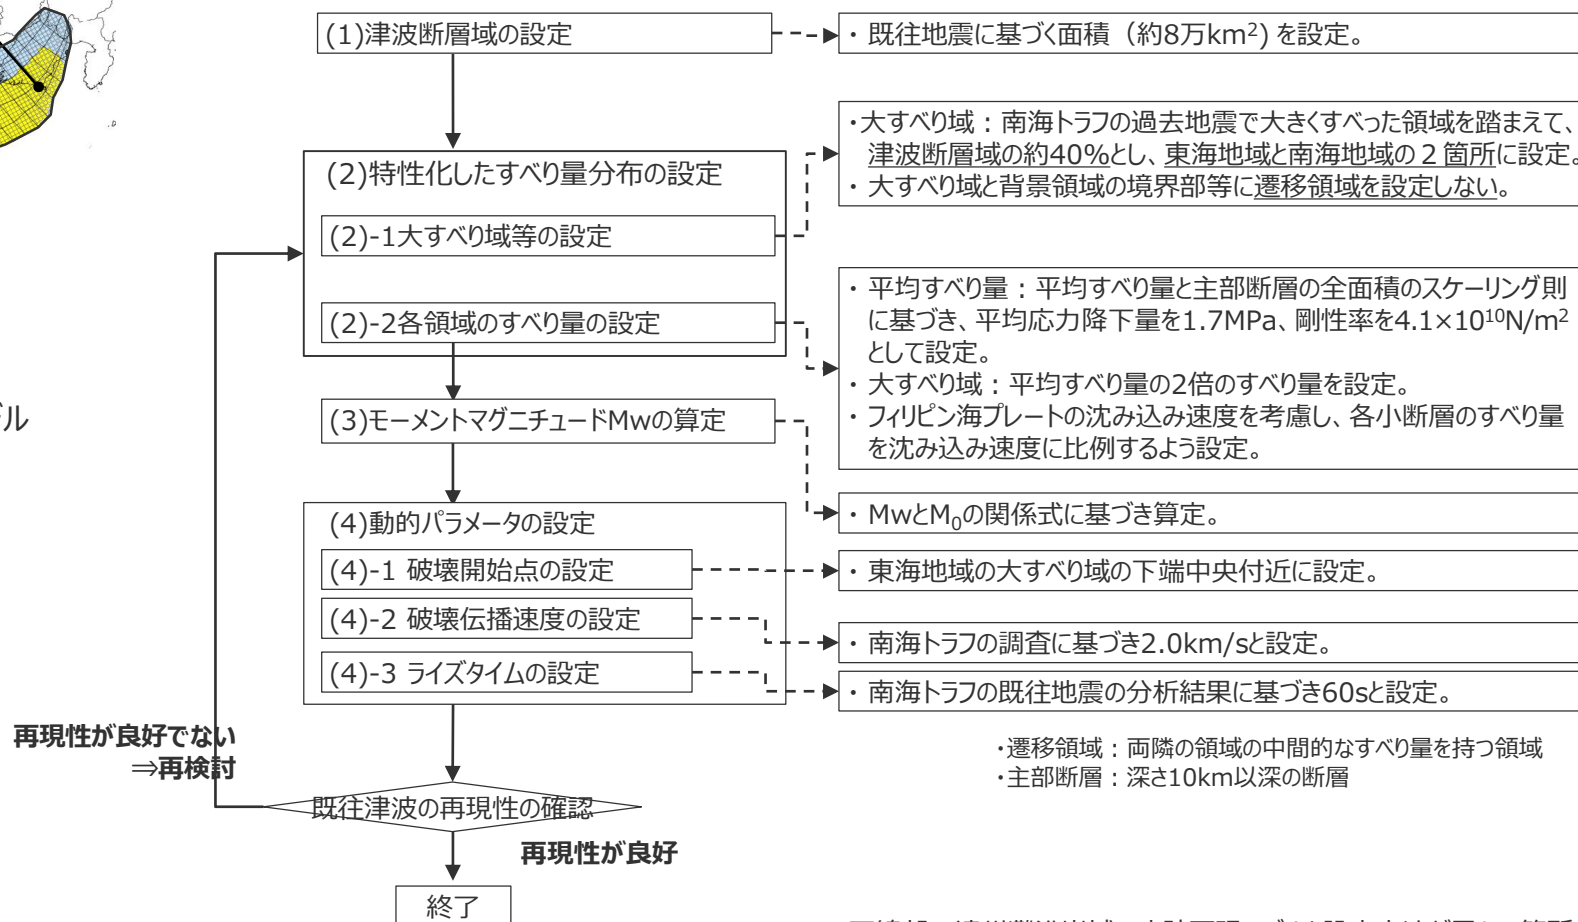 (1)津波断層域の設定
・ 既往地震に基づく面積（約8万km²) を設定。
(2)特性化したすべり量分布の設定
(2)-1大すべり域等の設定
・大すべり域：南海トラフの過去地震で大きくすべった領域を踏まえて、
津波断層域の約40%とし、東海地域と南海地域の２箇所に設定。
・ 大すべり域と背景領域の境界部等に遷移領域を設定しない。
(2)-2各領域のすべり量の設定
・ 平均すべり量：平均すべり量と主部断層の全面積のスケーリング則
に基づき、平均応力降下量を1.7MPa、剛性率を4.1×10¹⁰N/m²
として設定。
・ 大すべり域：平均すべり量の2倍のすべり量を設定。
・ フィリピン海プレートの沈み込み速度を考慮し、各小断層のすべり量
を沈み込み速度に比例するよう設定。
デル
(3)モーメントマグニチュードMwの算定
・ MwとM₀の関係式に基づき算定。
(4)動的パラメータの設定
(4)-1 破壊開始点の設定
・ 東海地域の大すべり域の下端中央付近に設定。
(4)-2 破壊伝播速度の設定
・ 南海トラフの調査に基づき2.0km/sと設定。
(4)-3 ライズタイムの設定
・ 南海トラフの既往地震の分析結果に基づき60sと設定。
・遷移領域：両隣の領域の中間的なすべり量を持つ領域
・主部断層：深さ10km以深の断層
再現性が良好でない
⇒再検討
既往津波の再現性の確認
再現性が良好
終了